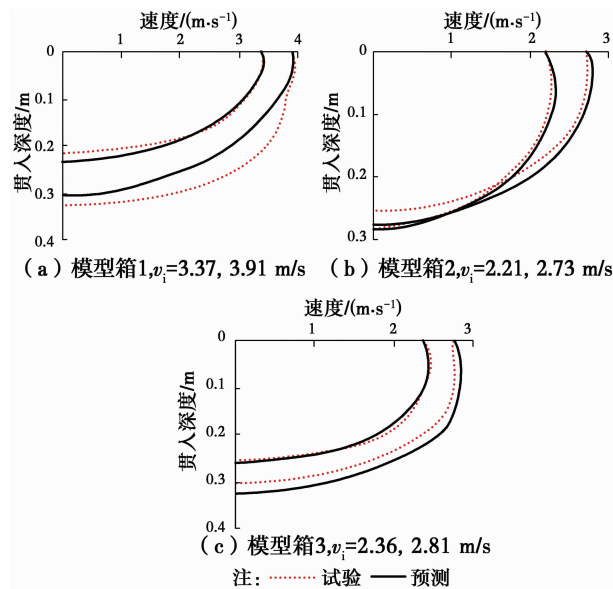 速度/(m·s⁻¹)
0 1 2 3 4
0.1
0.2
0.3
0.4
贯入深度/m
(a)模型箱1,vᵢ=3.37, 3.91 m/s
速度/(m·s⁻¹)
0 1 2 3
0.1
0.2
0.3
贯入深度/m
(b)模型箱2,vᵢ=2.21, 2.73 m/s
速度/(m·s⁻¹)
0 1 2 3
0.1
0.2
0.3
0.4
贯入深度/m
(c)模型箱3,vᵢ=2.36, 2.81 m/s
注: 试验 预测